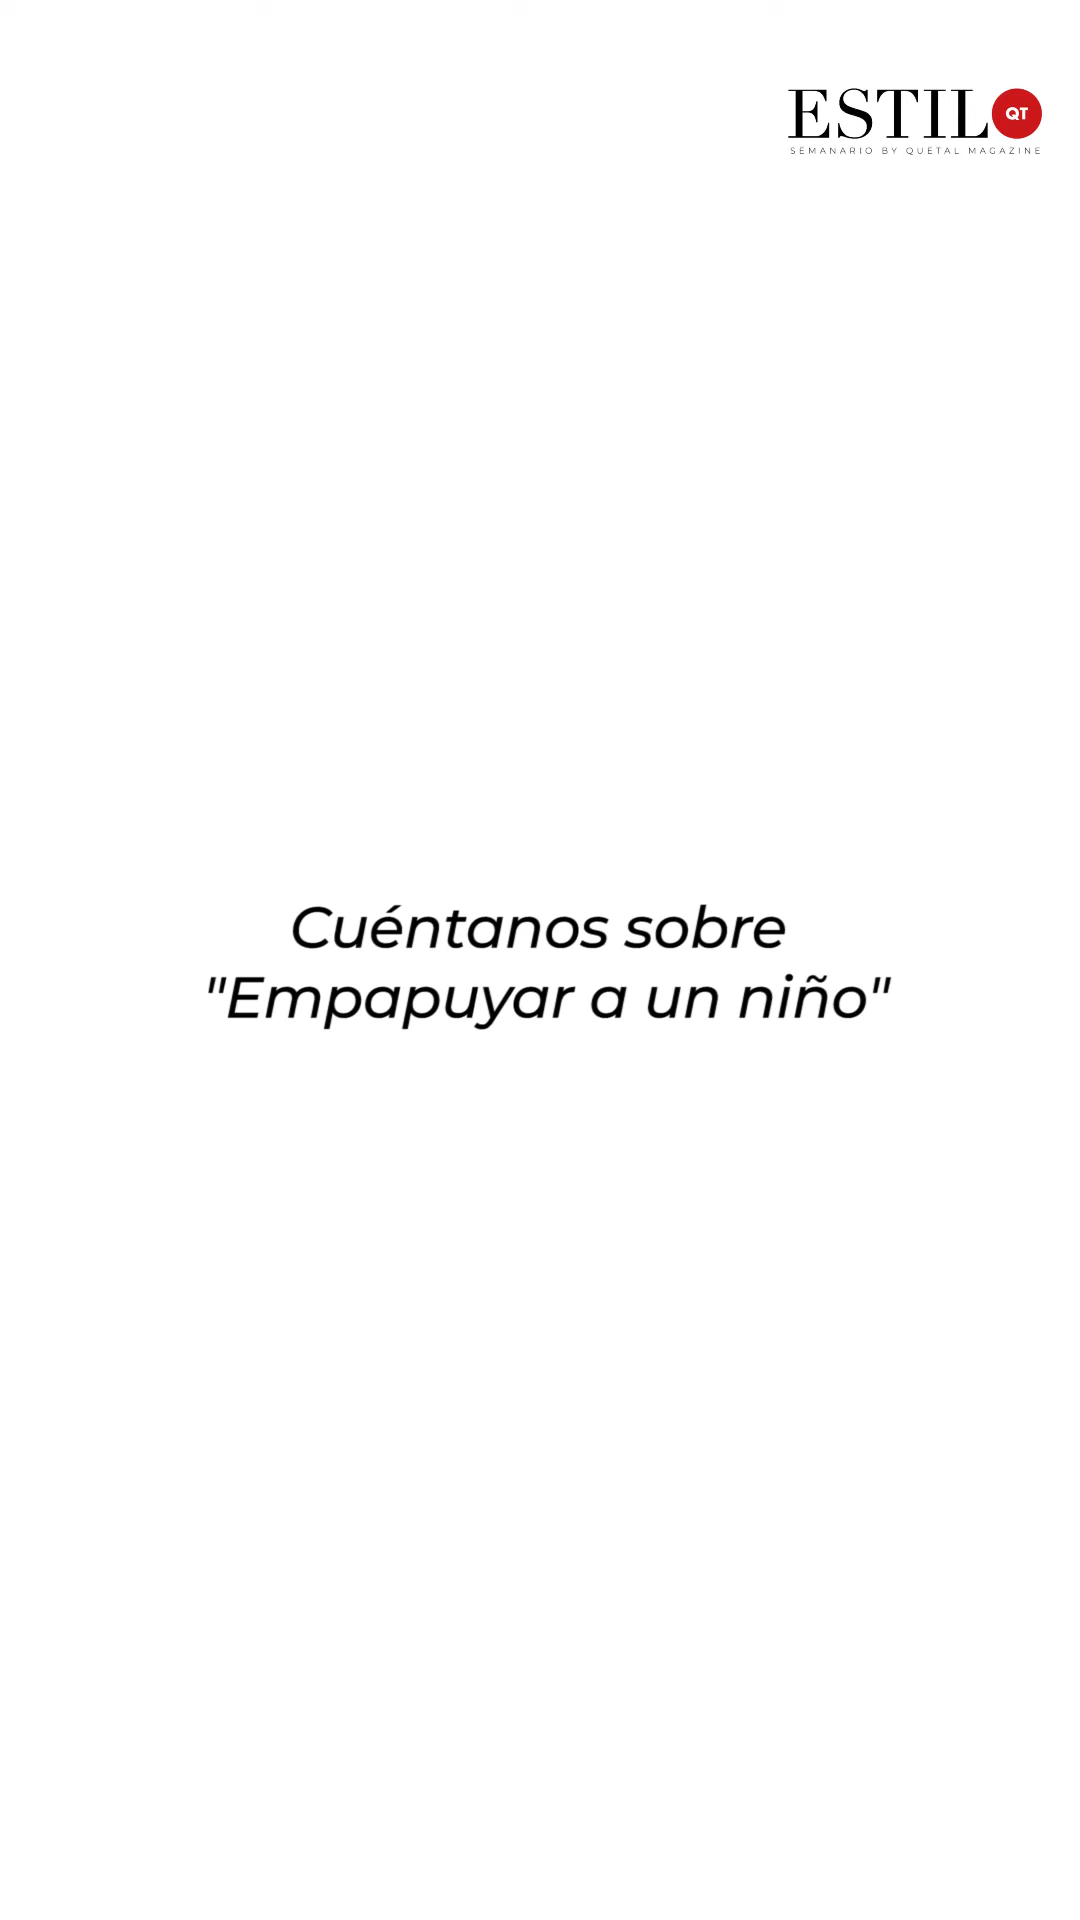 ESTILO QT
SEMANARIO BY QUETAL MAGAZINE
Cuéntanos sobre
"Empapuyar a un niño"